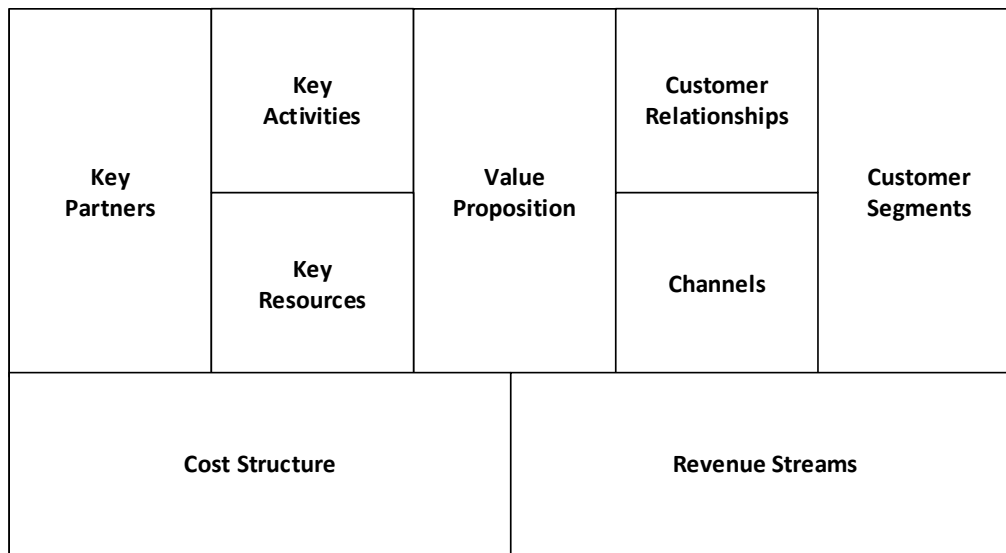 Key
Partners
Key
Activities
Key
Resources
Value
Proposition
Customer
Relationships
Channels
Customer
Segments
Cost Structure
Revenue Streams